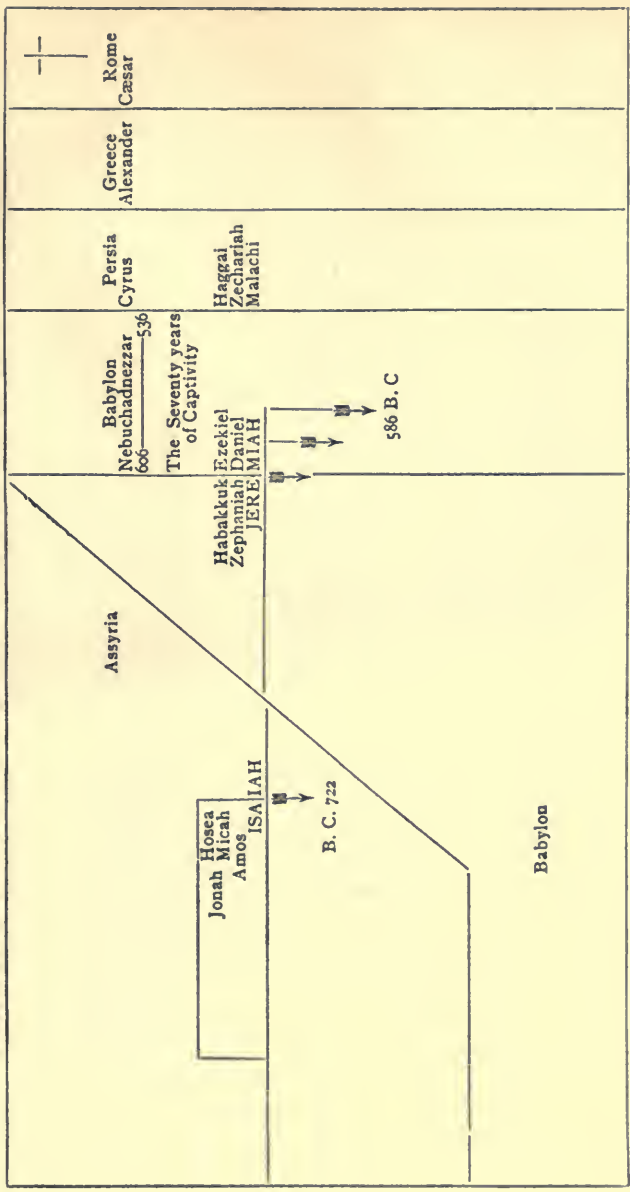 Assyria
Jonah Hosea
Amos Micah
ISAIAH
B. C. 722
Babylon
Habakkuk Ezekiel
Zephaniah Daniel
JEREMIAH
Babylon
Nebuchadnezzar
606 536
The Seventy years
of Captivity
586 B. C
Persia
Cyrus
Haggai
Zechariah
Malachi
Greece
Alexander
Rome
Cæsar